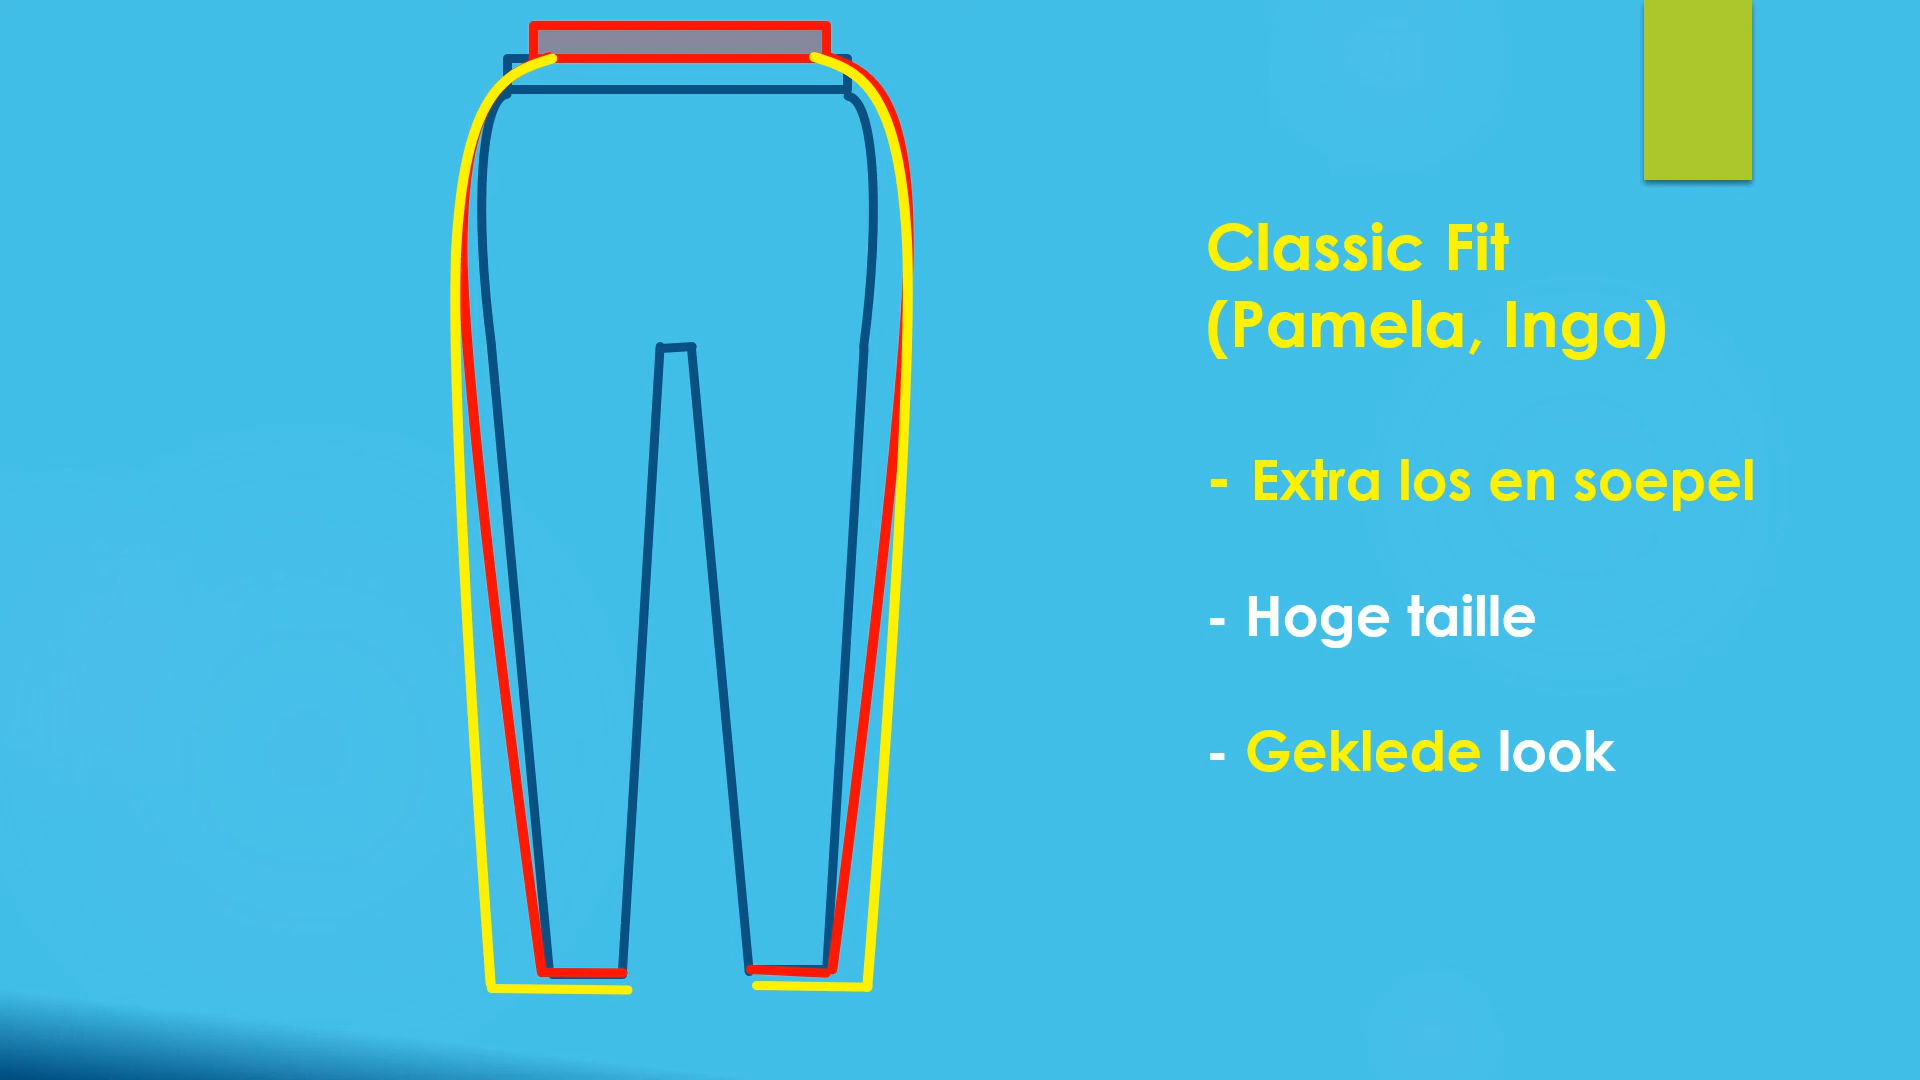 Classic Fit
(Pamela, Inga)
- Extra los en soepel
- Hoge taille
- Geklede look